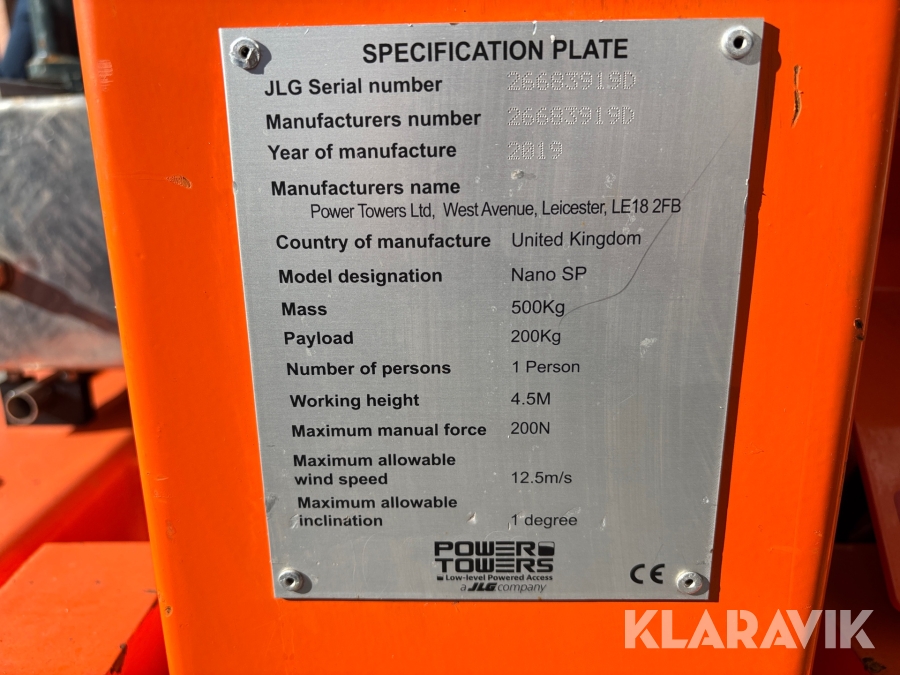 SPECIFICATION PLATE
JLG Serial number 26683919D
Manufacturers number 26683919D
Year of manufacture 2019
Manufacturers name
Power Towers Ltd, West Avenue, Leicester, LE18 2FB
Country of manufacture United Kingdom
Model designation Nano SP
Mass 500Kg
Payload 200Kg
Number of persons 1 Person
Working height 4.5M
Maximum manual force 200N
Maximum allowable
wind speed 12.5m/s
Maximum allowable
inclination 1 degree
POWER
TOWERS
Low-level Powered Access
a JLG company
CE
KLARAVIK